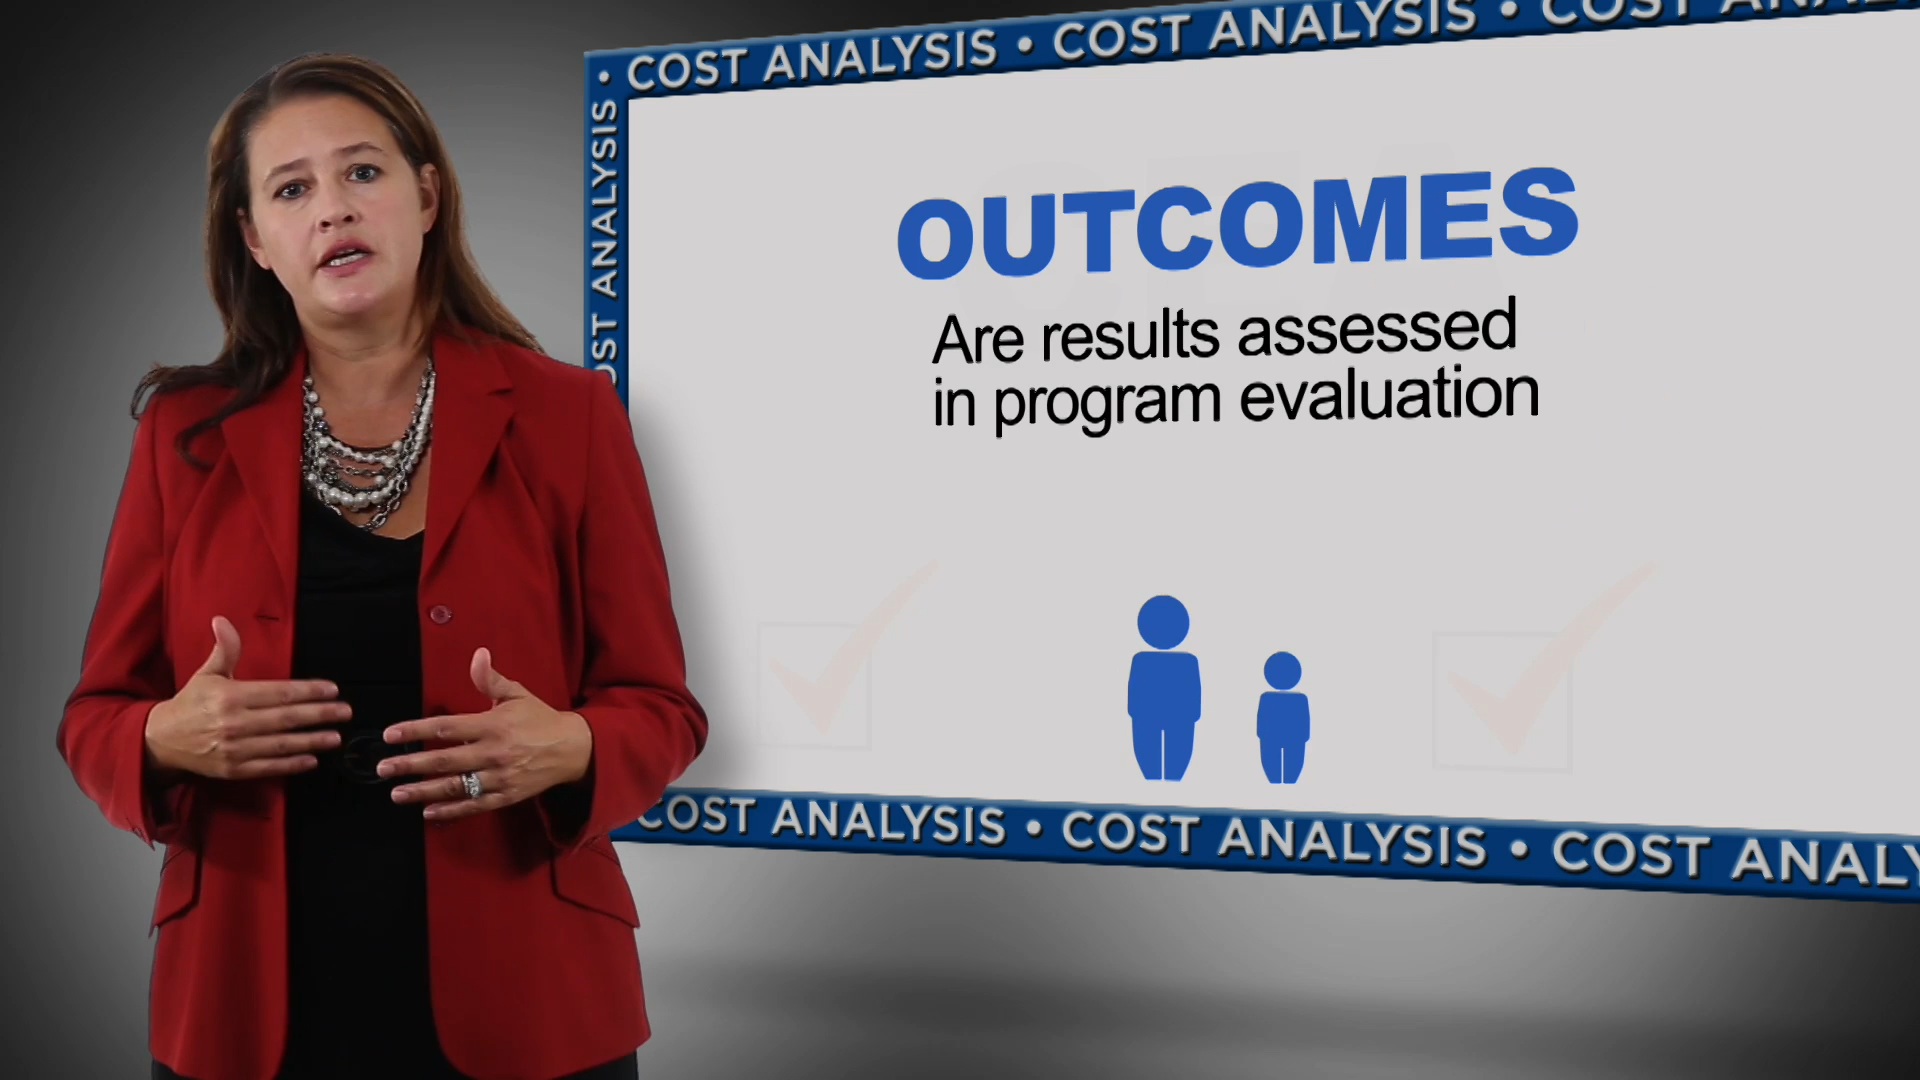 • COST ANALYSIS • COST ANALYSIS • COST ANAL
OST ANALYSIS
OUTCOMES
Are results assessed
in program evaluation
COST ANALYSIS • COST ANALYSIS • COST ANALY